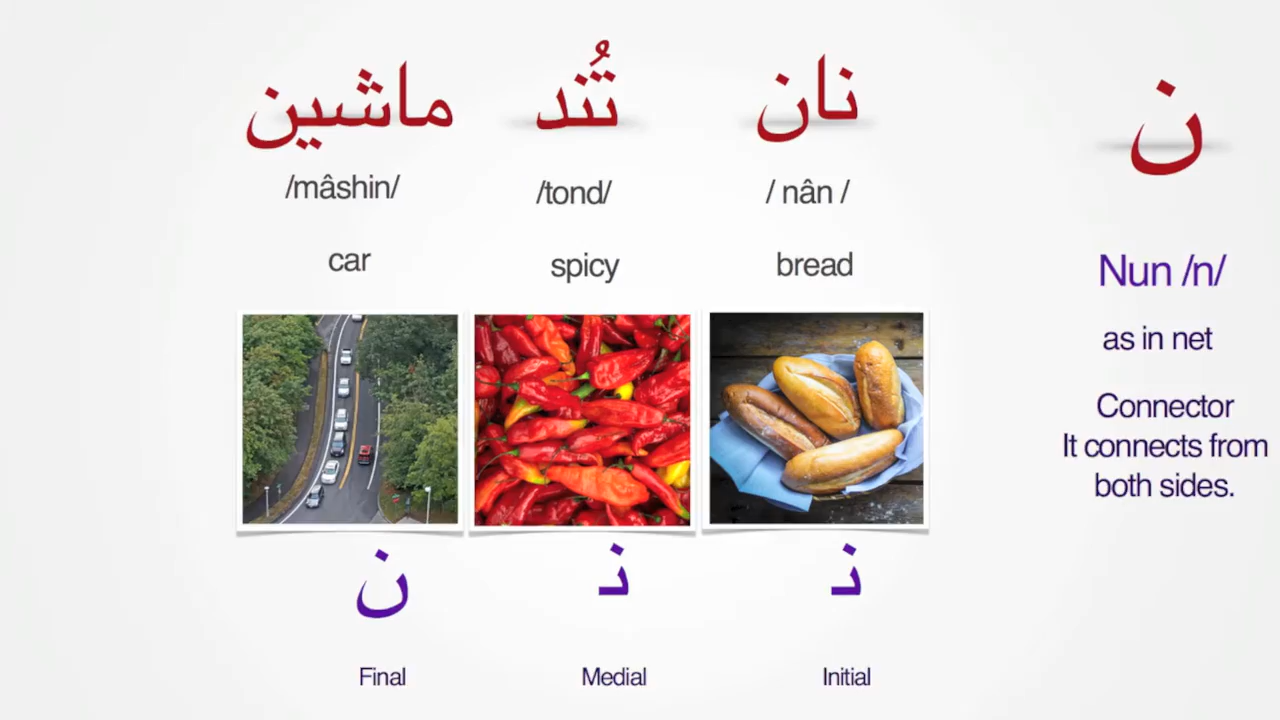 ن
Nun /n/
as in net
Connector
It connects from
both sides.
نان
/ nân /
bread
تُند
/tond/
spicy
ماشین
/mâshin/
car
نـ
Initial
نـ
Medial
ن
Final